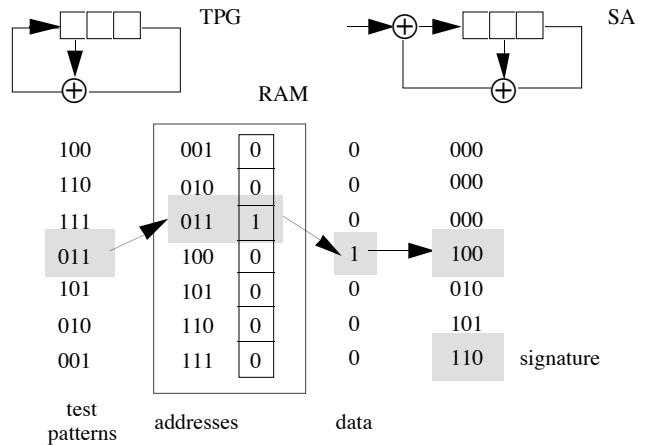 TPG SA
RAM
100 001 0 0 000
110 010 0 0 000
111 011 1 0 000
011 100 0 1 100
101 101 0 0 010
010 110 0 0 101
001 111 0 0 110 signature
test
patterns addresses data